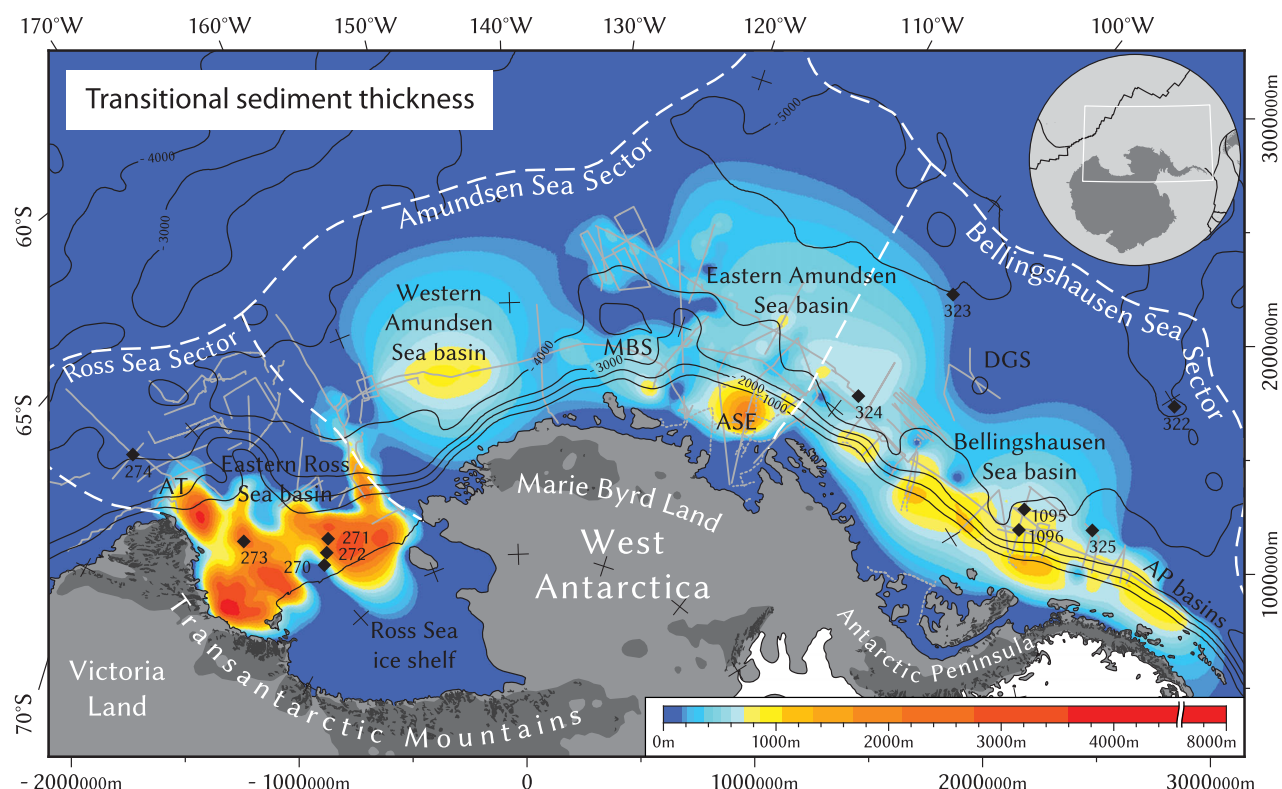 170°W 160°W 150°W 140°W 130°W 120°W 110°W 100°W
Transitional sediment thickness
3000000m
2000000m
1000000m
60°S
65°S
70°S
-4000
-3000
-5000
Amundsen Sea Sector
Bellingshausen Sea Sector
Ross Sea Sector
Western
Amundsen
Sea basin
Eastern Amundsen
Sea basin
323
MBS
-4000
-3000
-2000
-1000
DGS
ASE
324
322
274
AT
Eastern Ross
Sea basin
Bellingshausen
Sea basin
271
272
273
270
1095
1096
325
AP basins
Marie Byrd Land
West
Antarctica
Ross Sea
ice shelf
Antarctic Peninsula
Victoria
Land
Transantarctic Mountains
0m 1000m 2000m 3000m 4000m 8000m
- 2000000m - 1000000m 0 1000000m 2000000m 3000000m